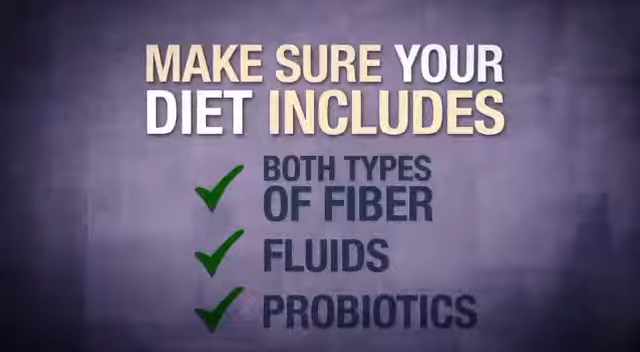 MAKE SURE YOUR
DIET INCLUDES
BOTH TYPES
OF FIBER
FLUIDS
PROBIOTICS